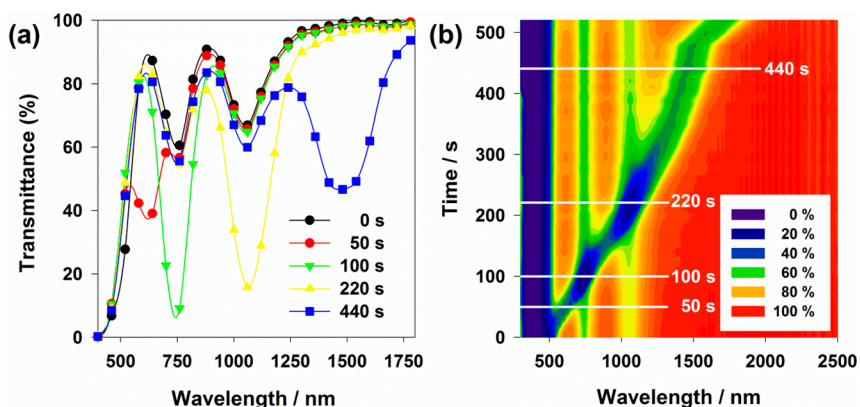 (a)
100
80
60
40
20
0
Transmittance (%)
500
750
1000
1250
1500
1750
Wavelength / nm
0 s
50 s
100 s
220 s
440 s
(b)
500
400
300
200
100
0
Time / s
500
1000
1500
2000
2500
Wavelength / nm
440 s
220 s
100 s
50 s
0 %
20 %
40 %
60 %
80 %
100 %